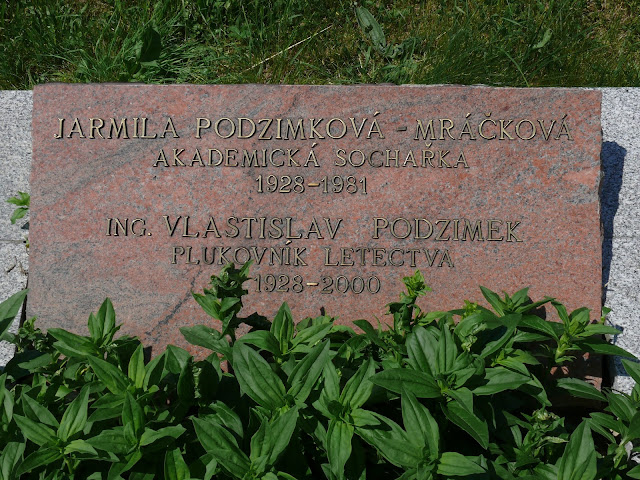 JARMILA PODZIMKOVÁ - MRÁČKOVÁ
AKADEMICKÁ SOCHAŘKA
1928-1981
ING. VLASTISLAV PODZIMEK
PLUKOVNÍK LETECTVA
1928-2000